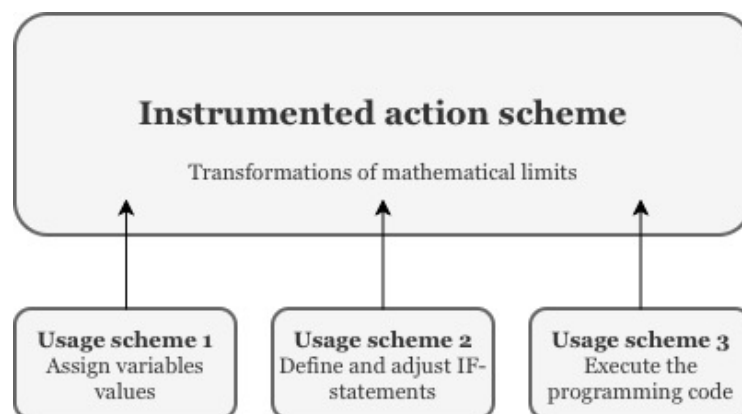 Instrumented action scheme
Transformations of mathematical limits
Usage scheme 1
Assign variables
values
Usage scheme 2
Define and adjust IF-
statements
Usage scheme 3
Execute the
programming code